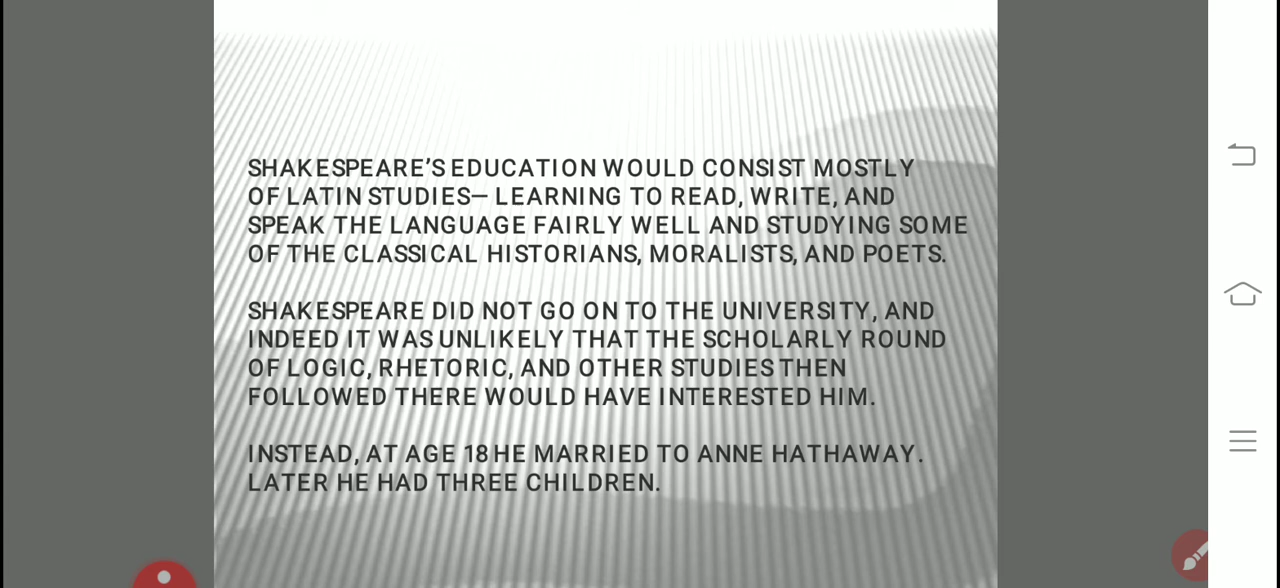 SHAKESPEARE'S EDUCATION WOULD CONSIST MOSTLY
OF LATIN STUDIES— LEARNING TO READ, WRITE, AND
SPEAK THE LANGUAGE FAIRLY WELL AND STUDYING SOME
OF THE CLASSICAL HISTORIANS, MORALISTS, AND POETS.
SHAKESPEARE DID NOT GO ON TO THE UNIVERSITY, AND
INDEED IT WAS UNLIKELY THAT THE SCHOLARLY ROUND
OF LOGIC, RHETORIC, AND OTHER STUDIES THEN
FOLLOWED THERE WOULD HAVE INTERESTED HIM.
INSTEAD, AT AGE 18 HE MARRIED TO ANNE HATHAWAY.
LATER HE HAD THREE CHILDREN.